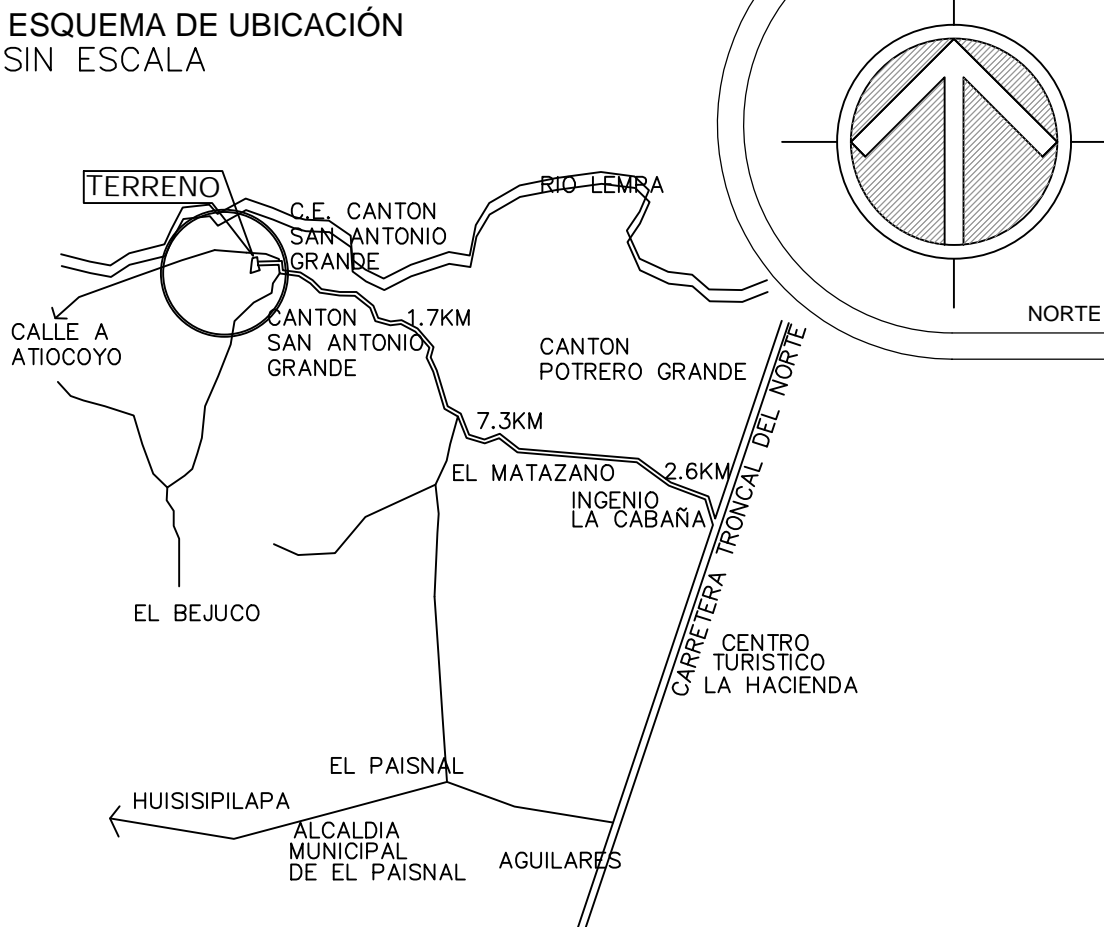 ESQUEMA DE UBICACIÓN
SIN ESCALA
NORTE
TERRENO
RIO LEMPA
C.E. CANTON
SAN ANTONIO
GRANDE
CALLE A
ATIOCOYO
CANTON
SAN ANTONIO
GRANDE
1.7KM
CANTON
POTRERO GRANDE
CARRETERA TRONCAL DEL NORTE
7.3KM
EL MATAZANO
2.6KM
INGENIO
LA CABAÑA
EL BEJUCO
CENTRO
TURISTICO
LA HACIENDA
EL PAISNAL
HUISISIPILAPA
ALCALDIA
MUNICIPAL
DE EL PAISNAL
AGUILARES